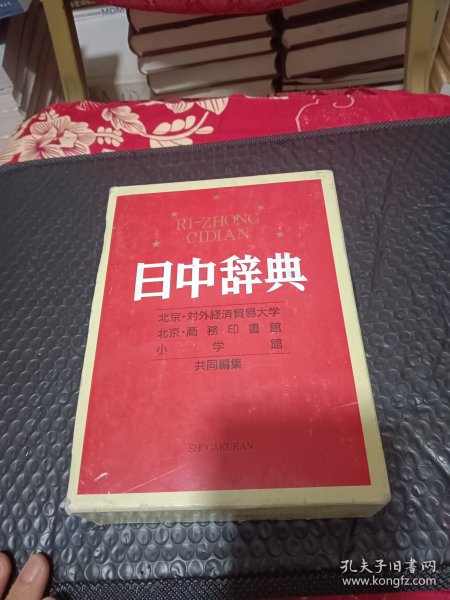 MDM
RI-ZHONG
CIDIAN
日中辞典
北京・対外経済貿易大学
北京・商務印書館
小学館
共同編集
SHOGAKUKAN
孔夫子旧书网
www.kongfz.com